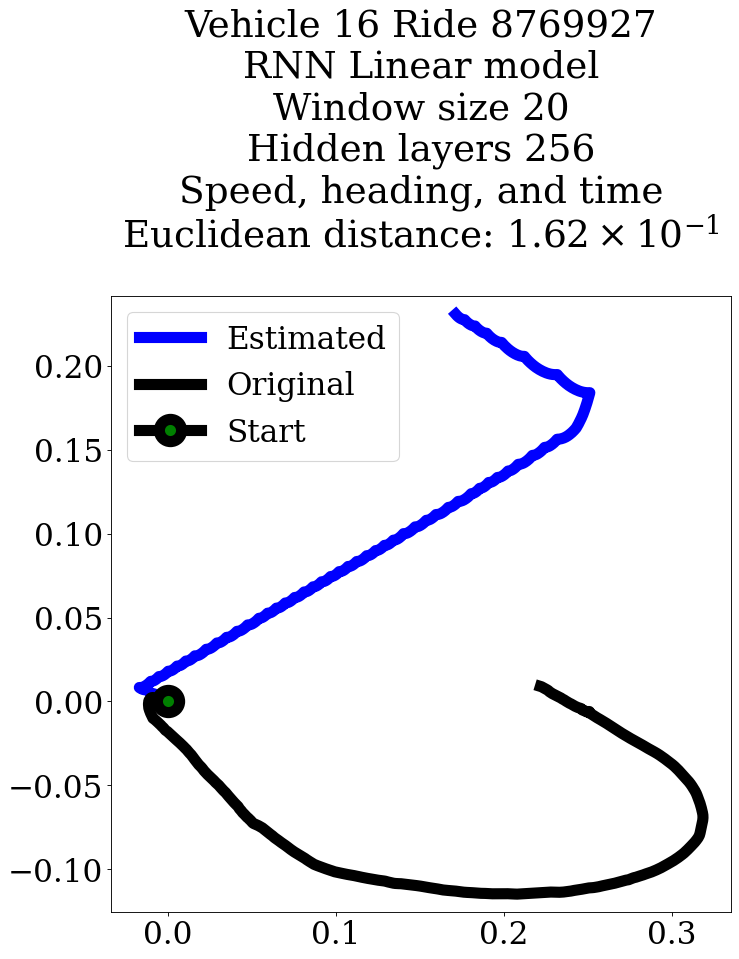 Vehicle 16 Ride 8769927
RNN Linear model
Window size 20
Hidden layers 256
Speed, heading, and time
Euclidean distance: 1.62 × 10⁻¹
Estimated
Original
Start
0.20
0.15
0.10
0.05
0.00
−0.05
−0.10
0.0 0.1 0.2 0.3